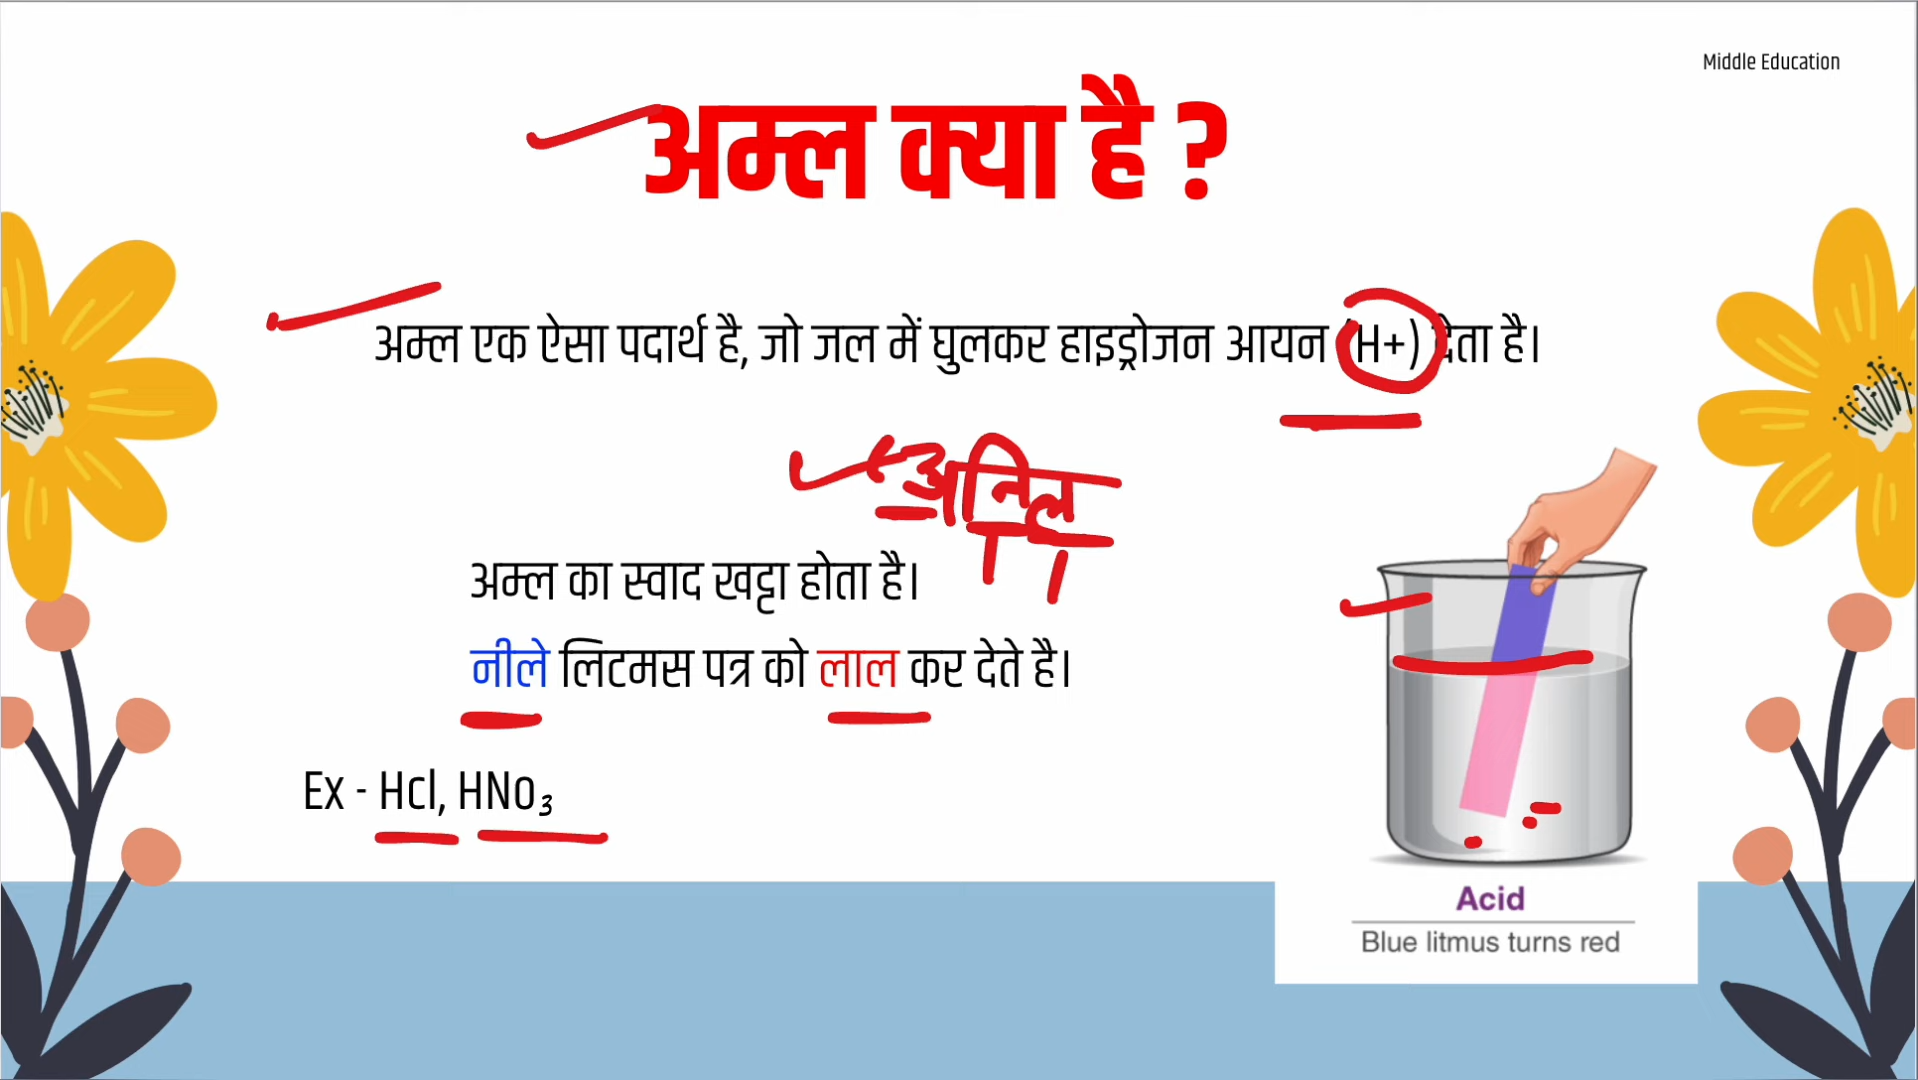 Middle Education
अम्ल क्या है ?
अम्ल एक ऐसा पदार्थ है, जो जल में घुलकर हाइड्रोजन आयन (H+) देता है।
अनिल
अम्ल का स्वाद खट्टा होता है।
नीले लिटमस पत्र को लाल कर देते है।
Ex - Hcl, HNo₃
Acid
Blue litmus turns red